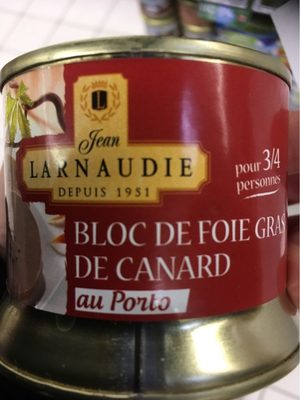 L
Jean
LARNAUDIE
DEPUIS 1951
pour 3/4
personnes
BLOC DE FOIE GRAS
DE CANARD
au Porto